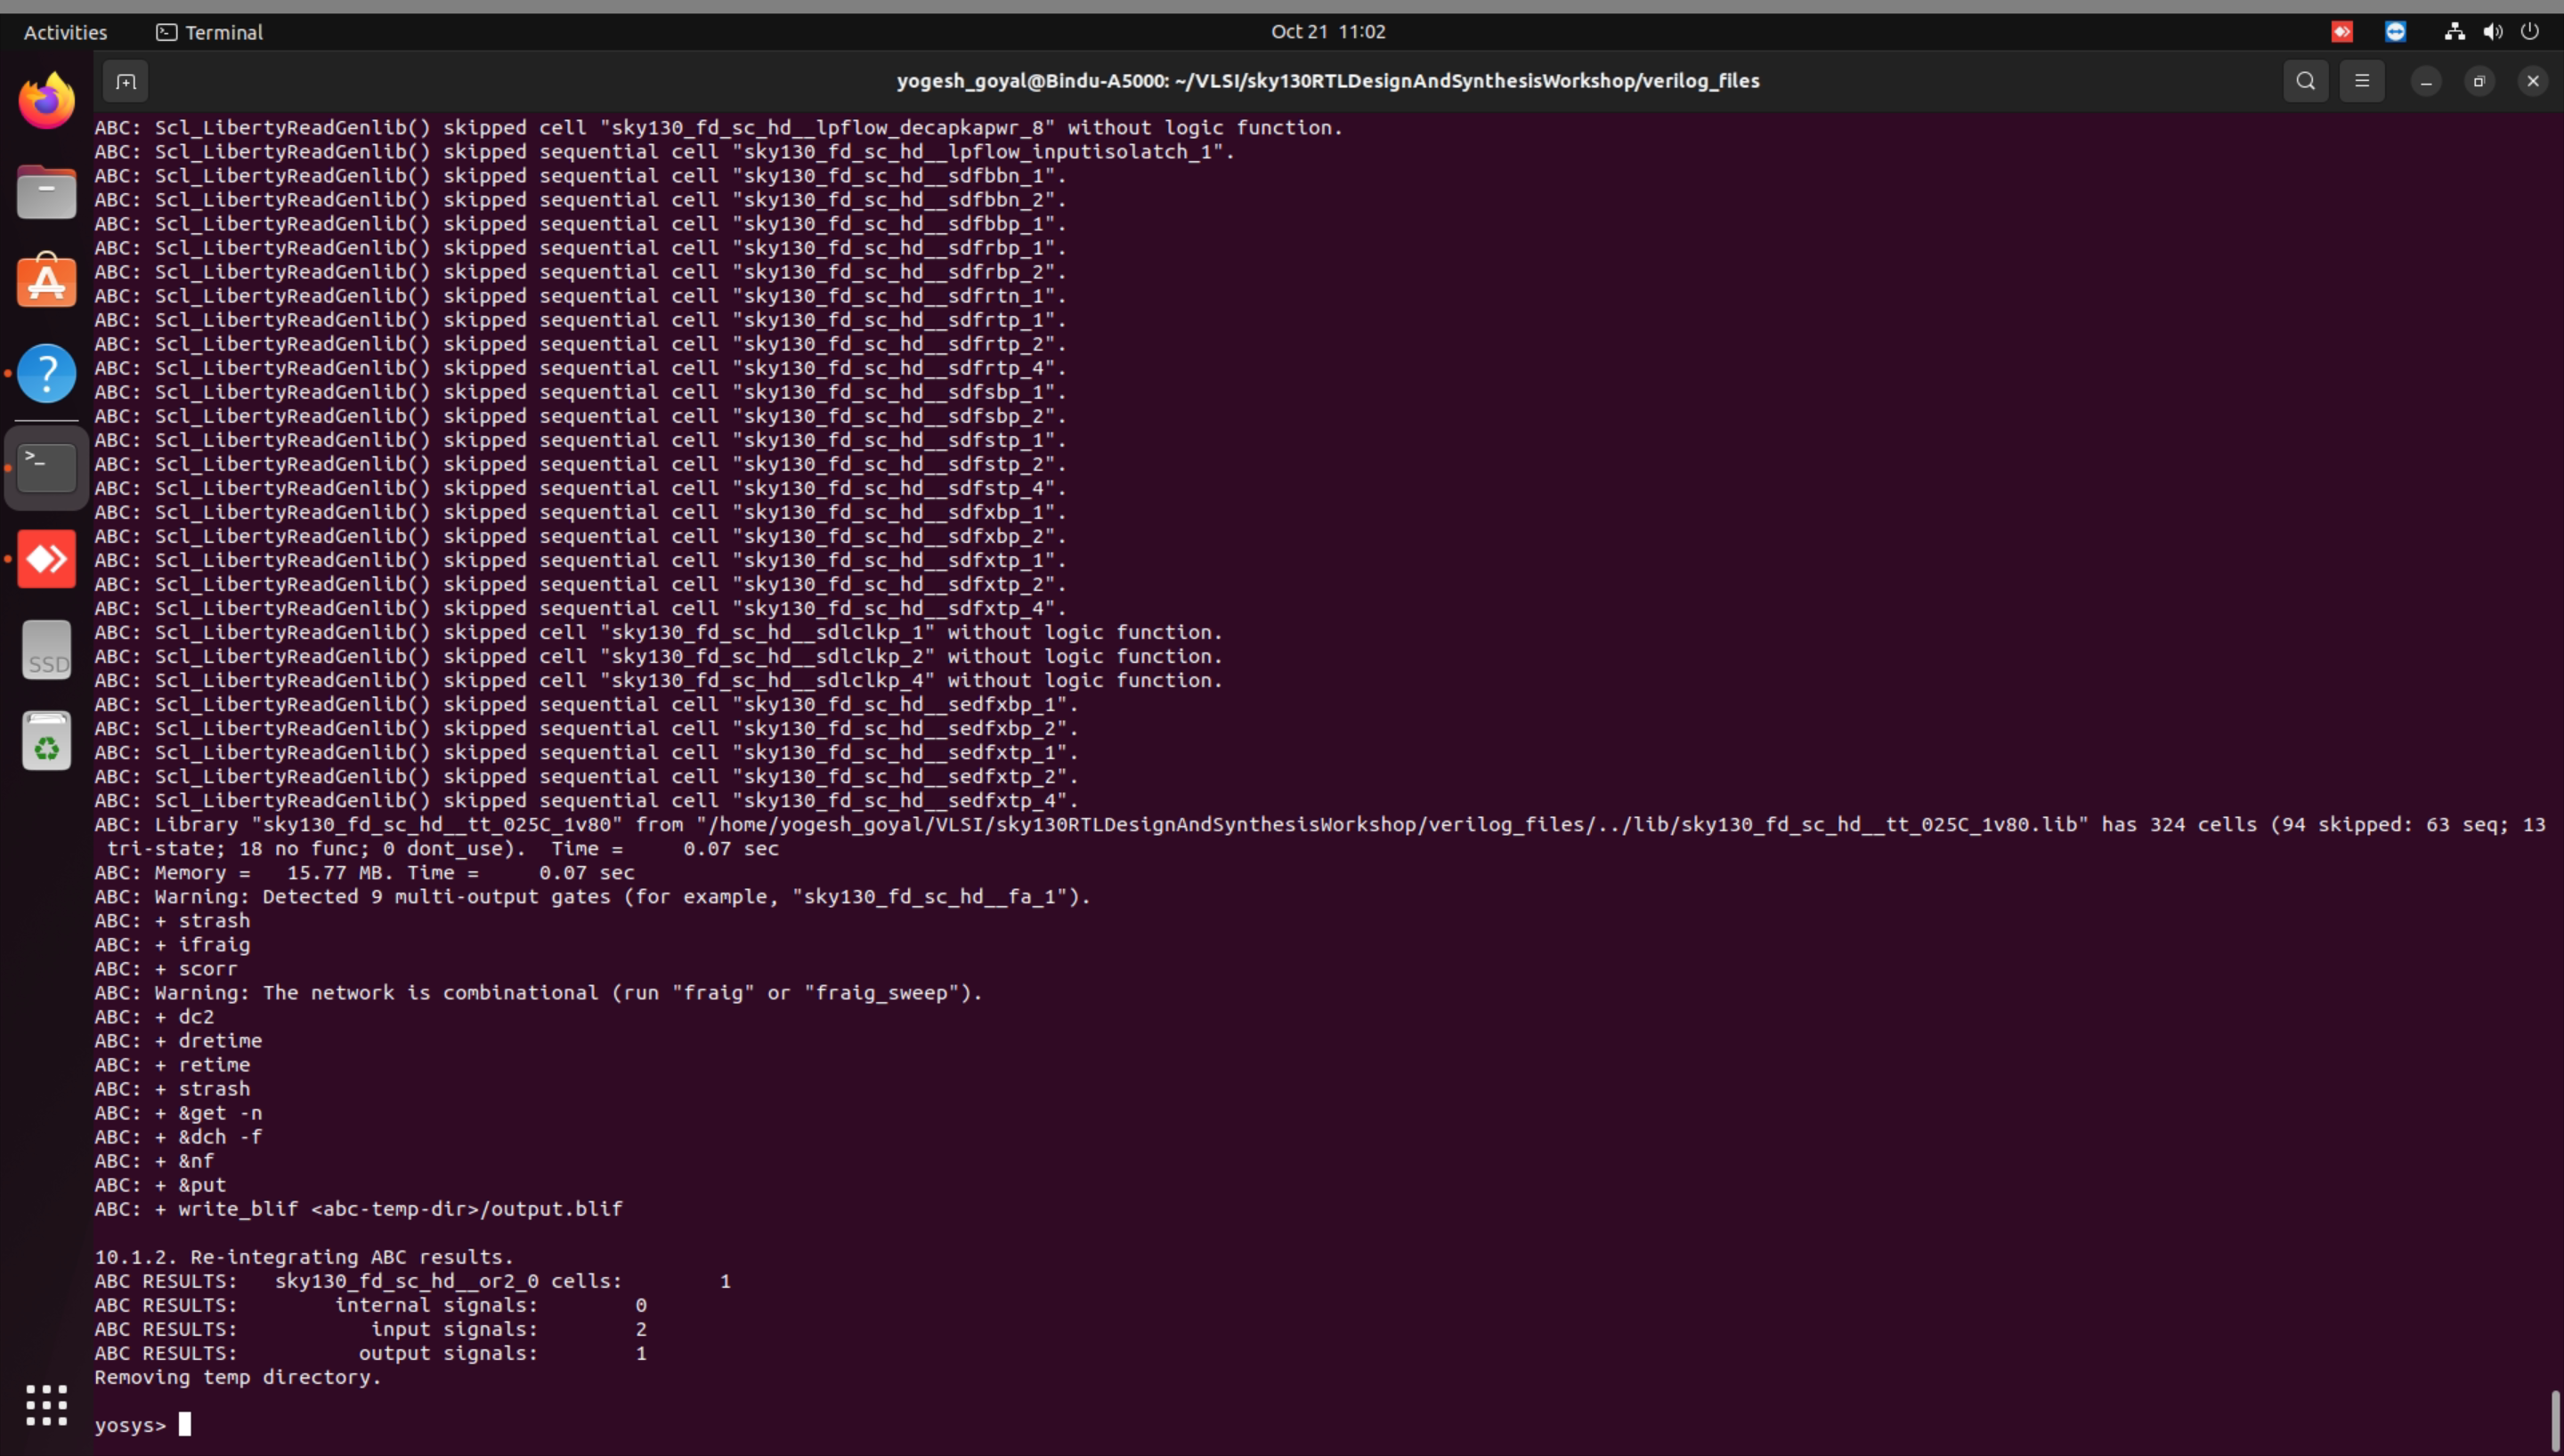 Activities
Terminal
Oct 21 11:02
yogesh_goyal@Bindu-A5000: ~/VLSI/sky130RTLDesignAndSynthesisWorkshop/verilog_files
ABC: Scl_LibertyReadGenlib() skipped cell "sky130_fd_sc_hd__lpflow_decapkapwr_8" without logic function.
ABC: Scl_LibertyReadGenlib() skipped sequential cell "sky130_fd_sc_hd__lpflow_inputisolatch_1".
ABC: Scl_LibertyReadGenlib() skipped sequential cell "sky130_fd_sc_hd__sdfbbn_1".
ABC: Scl_LibertyReadGenlib() skipped sequential cell "sky130_fd_sc_hd__sdfbbn_2".
ABC: Scl_LibertyReadGenlib() skipped sequential cell "sky130_fd_sc_hd__sdfbbp_1".
ABC: Scl_LibertyReadGenlib() skipped sequential cell "sky130_fd_sc_hd__sdfrbp_1".
ABC: Scl_LibertyReadGenlib() skipped sequential cell "sky130_fd_sc_hd__sdfrbp_2".
ABC: Scl_LibertyReadGenlib() skipped sequential cell "sky130_fd_sc_hd__sdfrtn_1".
ABC: Scl_LibertyReadGenlib() skipped sequential cell "sky130_fd_sc_hd__sdfrtp_1".
ABC: Scl_LibertyReadGenlib() skipped sequential cell "sky130_fd_sc_hd__sdfrtp_2".
ABC: Scl_LibertyReadGenlib() skipped sequential cell "sky130_fd_sc_hd__sdfrtp_4".
ABC: Scl_LibertyReadGenlib() skipped sequential cell "sky130_fd_sc_hd__sdfsbp_1".
ABC: Scl_LibertyReadGenlib() skipped sequential cell "sky130_fd_sc_hd__sdfsbp_2".
ABC: Scl_LibertyReadGenlib() skipped sequential cell "sky130_fd_sc_hd__sdfstp_1".
ABC: Scl_LibertyReadGenlib() skipped sequential cell "sky130_fd_sc_hd__sdfstp_2".
ABC: Scl_LibertyReadGenlib() skipped sequential cell "sky130_fd_sc_hd__sdfstp_4".
ABC: Scl_LibertyReadGenlib() skipped sequential cell "sky130_fd_sc_hd__sdfxbp_1".
ABC: Scl_LibertyReadGenlib() skipped sequential cell "sky130_fd_sc_hd__sdfxbp_2".
ABC: Scl_LibertyReadGenlib() skipped sequential cell "sky130_fd_sc_hd__sdfxtp_1".
ABC: Scl_LibertyReadGenlib() skipped sequential cell "sky130_fd_sc_hd__sdfxtp_2".
ABC: Scl_LibertyReadGenlib() skipped sequential cell "sky130_fd_sc_hd__sdfxtp_4".
ABC: Scl_LibertyReadGenlib() skipped cell "sky130_fd_sc_hd__sdlclkp_1" without logic function.
ABC: Scl_LibertyReadGenlib() skipped cell "sky130_fd_sc_hd__sdlclkp_2" without logic function.
ABC: Scl_LibertyReadGenlib() skipped cell "sky130_fd_sc_hd__sdlclkp_4" without logic function.
ABC: Scl_LibertyReadGenlib() skipped sequential cell "sky130_fd_sc_hd__sedfxbp_1".
ABC: Scl_LibertyReadGenlib() skipped sequential cell "sky130_fd_sc_hd__sedfxbp_2".
ABC: Scl_LibertyReadGenlib() skipped sequential cell "sky130_fd_sc_hd__sedfxtp_1".
ABC: Scl_LibertyReadGenlib() skipped sequential cell "sky130_fd_sc_hd__sedfxtp_2".
ABC: Scl_LibertyReadGenlib() skipped sequential cell "sky130_fd_sc_hd__sedfxtp_4".
ABC: Library "sky130_fd_sc_hd__tt_025C_1v80" from "/home/yogesh_goyal/VLSI/sky130RTLDesignAndSynthesisWorkshop/verilog_files/../lib/sky130_fd_sc_hd__tt_025C_1v80.lib" has 324 cells (94 skipped: 63 seq; 13
 tri-state; 18 no func; 0 dont_use).  Time =     0.07 sec
ABC: Memory =   15.77 MB. Time =     0.07 sec
ABC: Warning: Detected 9 multi-output gates (for example, "sky130_fd_sc_hd__fa_1").
ABC: + strash
ABC: + ifraig
ABC: + scorr
ABC: Warning: The network is combinational (run "fraig" or "fraig_sweep").
ABC: + dc2
ABC: + dretime
ABC: + retime
ABC: + strash
ABC: + &get -n
ABC: + &dch -f
ABC: + &nf
ABC: + &put
ABC: + write_blif <abc-temp-dir>/output.blif
10.1.2. Re-integrating ABC results.
ABC RESULTS:   sky130_fd_sc_hd__or2_0 cells:        1
ABC RESULTS:        internal signals:        0
ABC RESULTS:           input signals:        2
ABC RESULTS:          output signals:        1
Removing temp directory.
yosys>
SSD